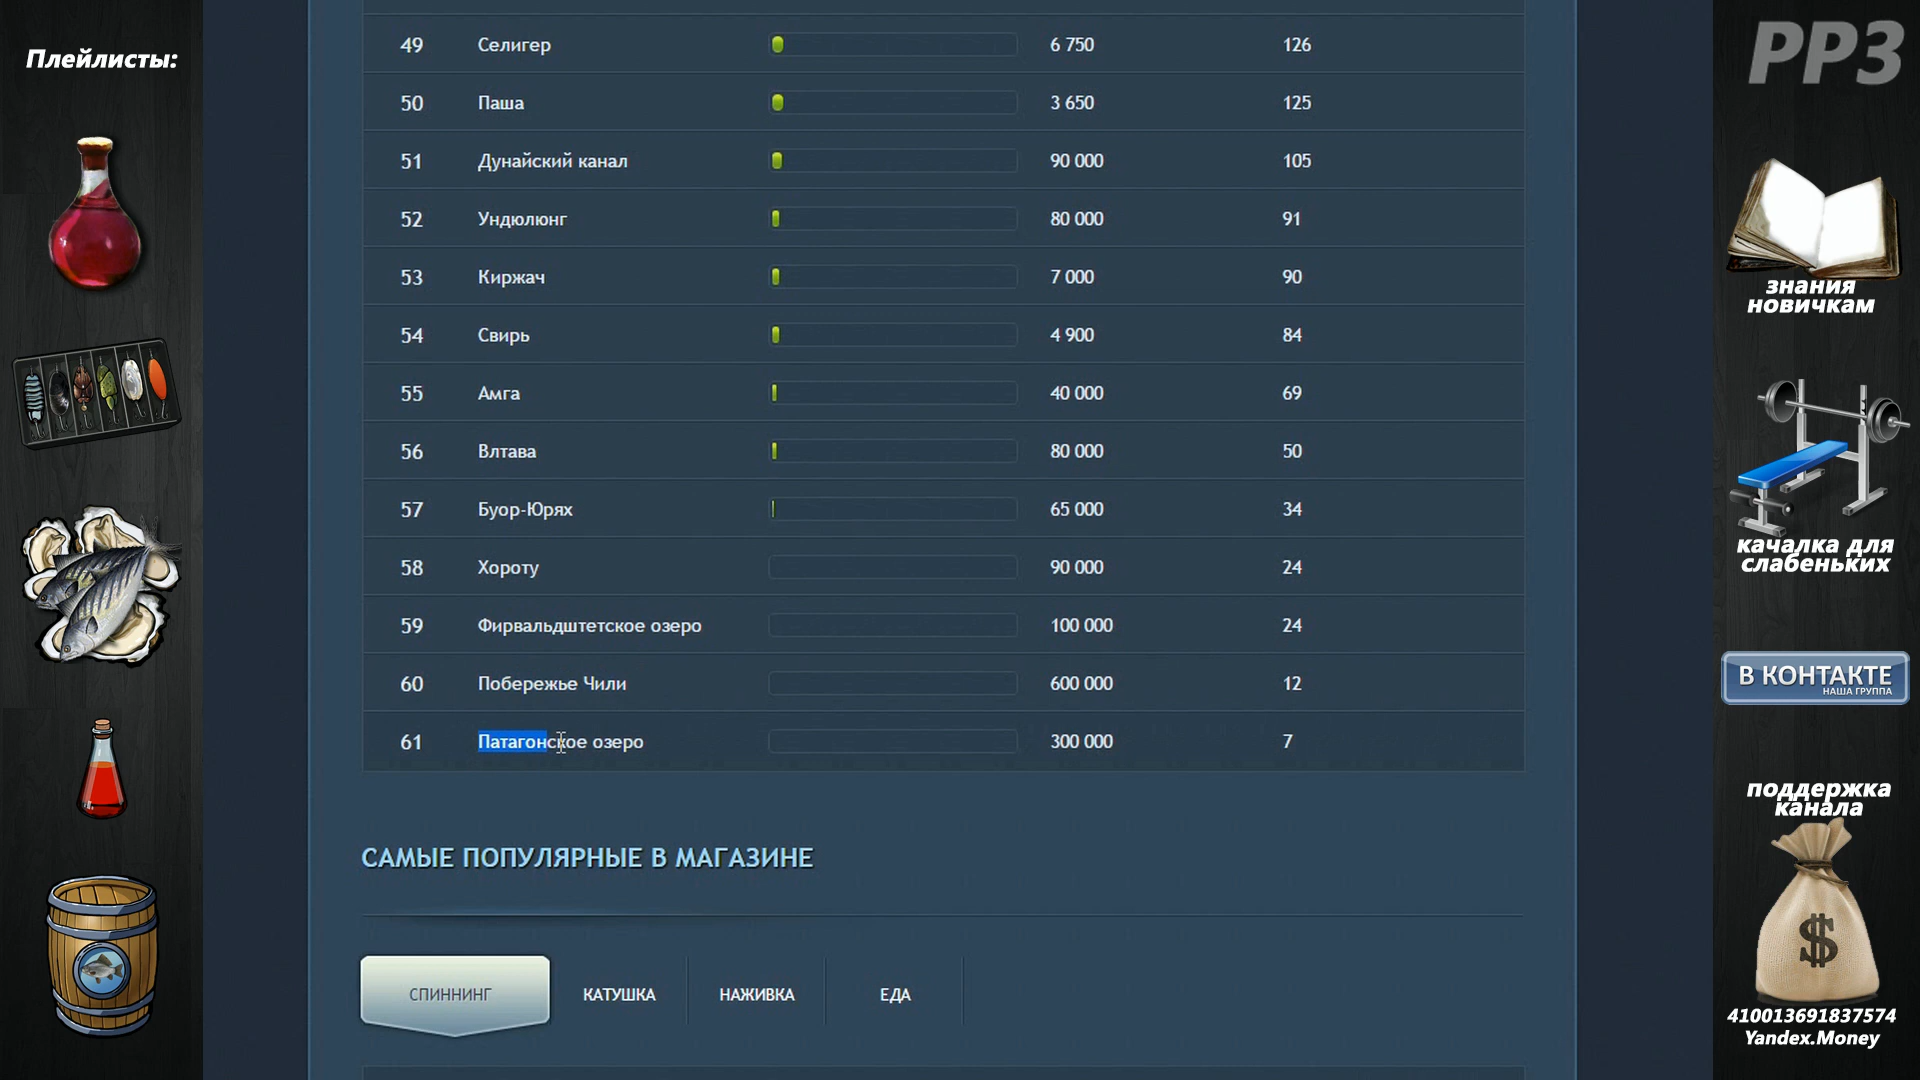 Плейлисты:
РР3
49 Селигер 6 750 126
50 Паша 3 650 125
51 Дунайский канал 90 000 105
52 Ундюлюнг 80 000 91
53 Киржач 7 000 90
54 Свирь 4 900 84
55 Амга 40 000 69
56 Влтава 80 000 50
57 Буор-Юрях 65 000 34
58 Хороту 90 000 24
59 Фирвальдштетское озеро 100 000 24
60 Побережье Чили 600 000 12
61 Патагонское озеро 300 000 7
САМЫЕ ПОПУЛЯРНЫЕ В МАГАЗИНЕ
СПИННИНГ КАТУШКА НАЖИВКА ЕДА
знания
новичкам
качалка для
слабеньких
В КОНТАКТЕ
НАША ГРУППА
поддержка
канала
$
410013691837574
Yandex.Money